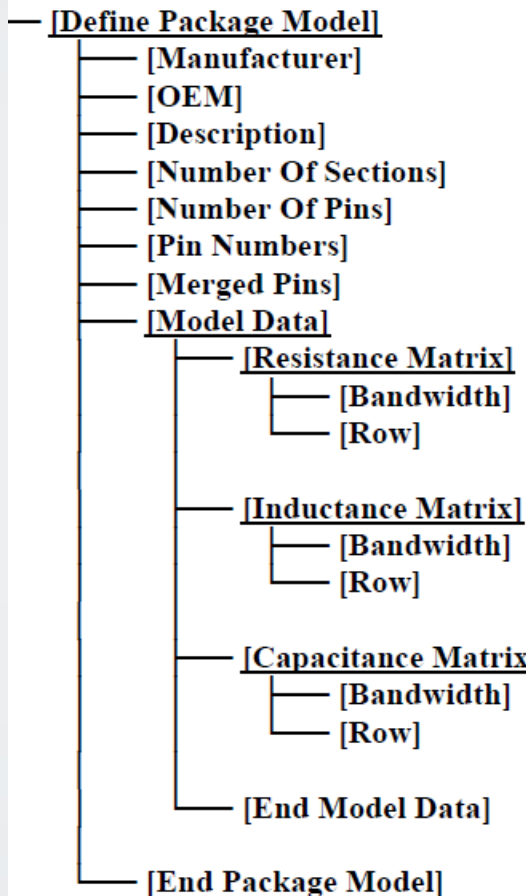 [Define Package Model]
[Manufacturer]
[OEM]
[Description]
[Number Of Sections]
[Number Of Pins]
[Pin Numbers]
[Merged Pins]
[Model Data]
[Resistance Matrix]
[Bandwidth]
[Row]
[Inductance Matrix]
[Bandwidth]
[Row]
[Capacitance Matrix
[Bandwidth]
[Row]
[End Model Data]
[End Package Model]